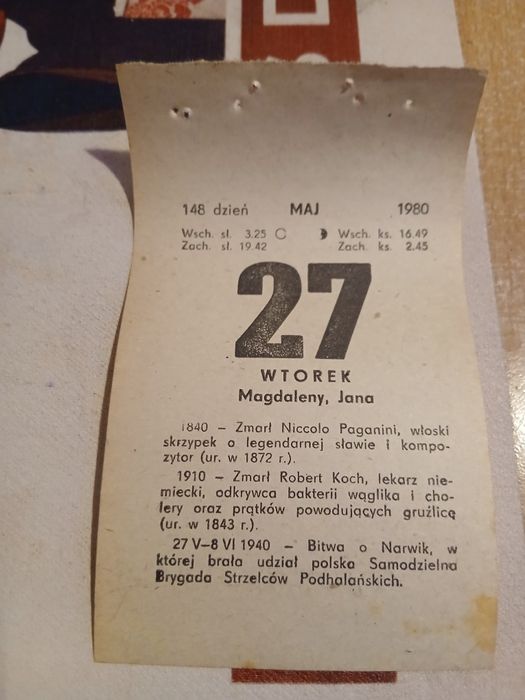 148 dzień MAJ 1980
Wsch. sł. 3.25 Wsch. ks. 16.49
Zach. sł. 19.42 Zach. ks. 2.45
27
WTOREK
Magdaleny, Jana
1840 – Zmarł Niccolo Paganini, włoski
skrzypek o legendarnej sławie i kompo-
zytor (ur. w 1872 r.).
1910 – Zmarł Robert Koch, lekarz nie-
miecki, odkrywca bakterii wąglika i cho-
lery oraz prątków powodujących gruźlicę
(ur. w 1843 r.).
27 V–8 VI 1940 – Bitwa o Narwik, w
której brała udział polska Samodzielna
Brygada Strzelców Podhalańskich.